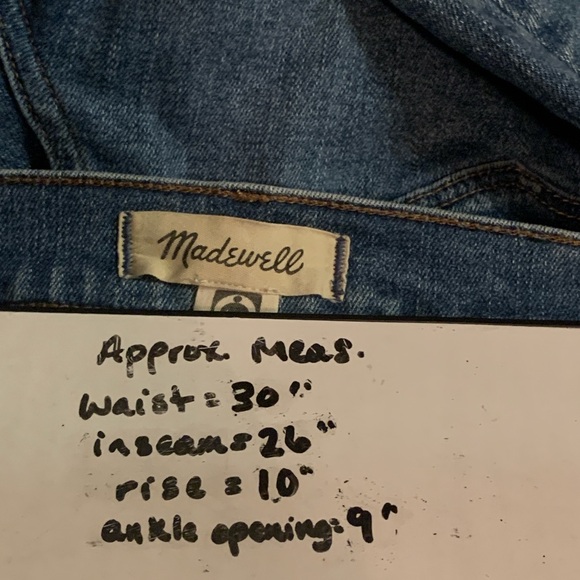 Madewell
Approx. Meas.
waist = 30"
inseam = 26"
rise = 10"
ankle opening = 9"